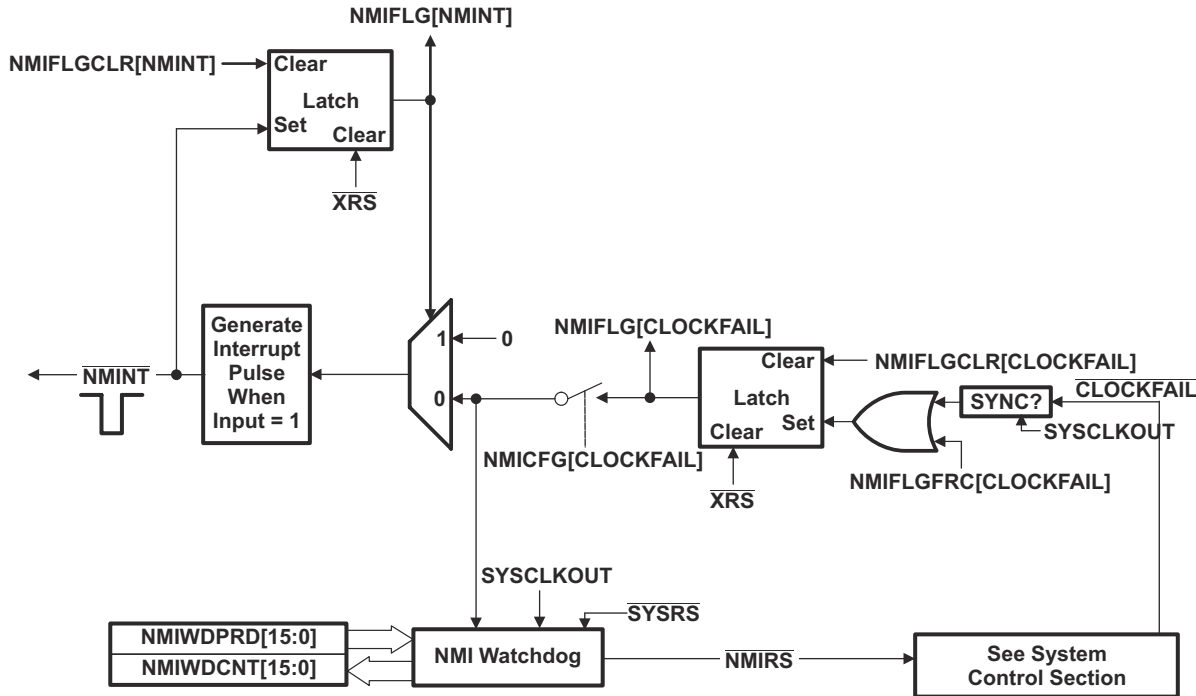 NMIFLG[NMINT]
NMIFLGCLR[NMINT]
Clear
Latch
Set
Clear
XRS
Generate
Interrupt
Pulse
When
Input = 1
NMINT
1
0
0
NMIFLG[CLOCKFAIL]
NMICFG[CLOCKFAIL]
Clear
Latch
Set
Clear
XRS
NMIFLGCLR[CLOCKFAIL]
CLOCKFAIL
SYNC?
SYSCLKOUT
NMIFLGFRC[CLOCKFAIL]
SYSCLKOUT
SYSRS
NMIWDPRD[15:0]
NMIWDCNT[15:0]
NMI Watchdog
NMIRS
See System
Control Section